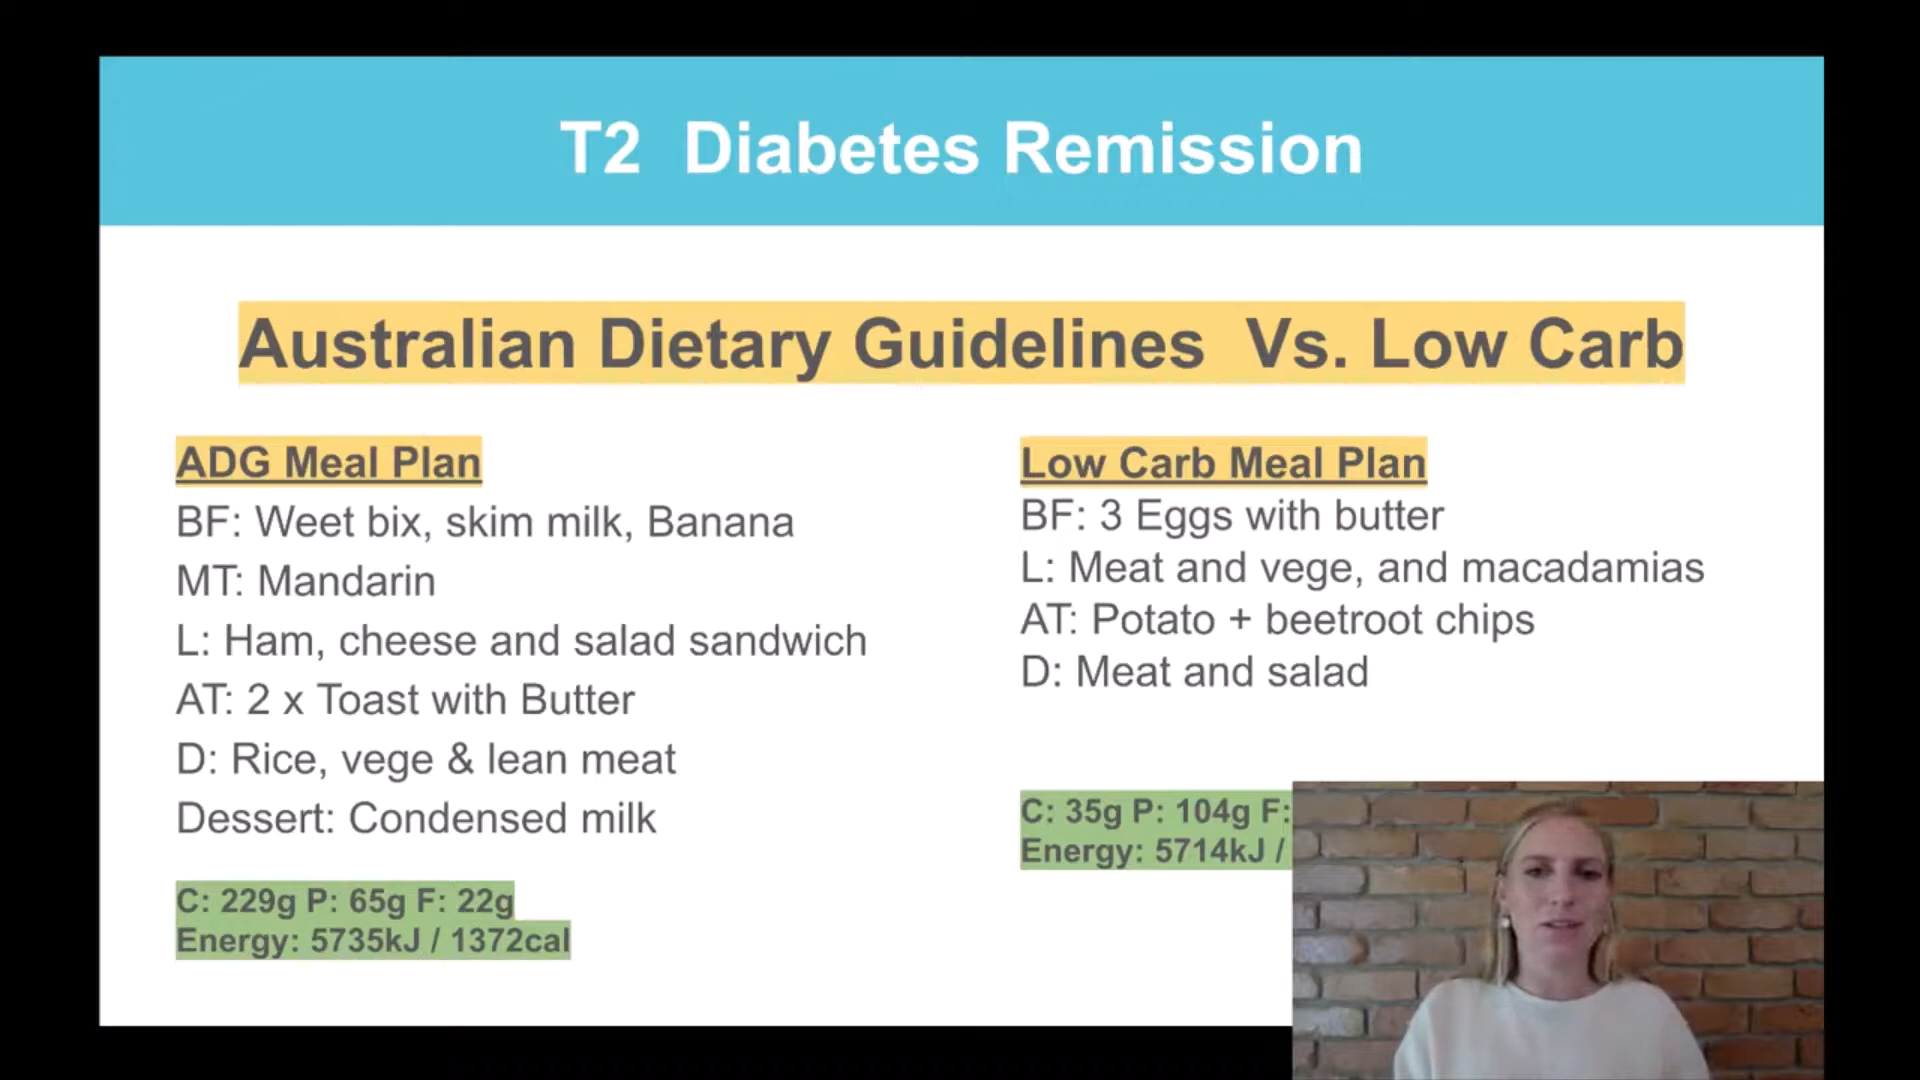 T2 Diabetes Remission
Australian Dietary Guidelines Vs. Low Carb
ADG Meal Plan
BF: Weet bix, skim milk, Banana
MT: Mandarin
L: Ham, cheese and salad sandwich
AT: 2 x Toast with Butter
D: Rice, vege & lean meat
Dessert: Condensed milk
C: 229g P: 65g F: 22g
Energy: 5735kJ / 1372cal
Low Carb Meal Plan
BF: 3 Eggs with butter
L: Meat and vege, and macadamias
AT: Potato + beetroot chips
D: Meat and salad
C: 35g P: 104g F:
Energy: 5714kJ /